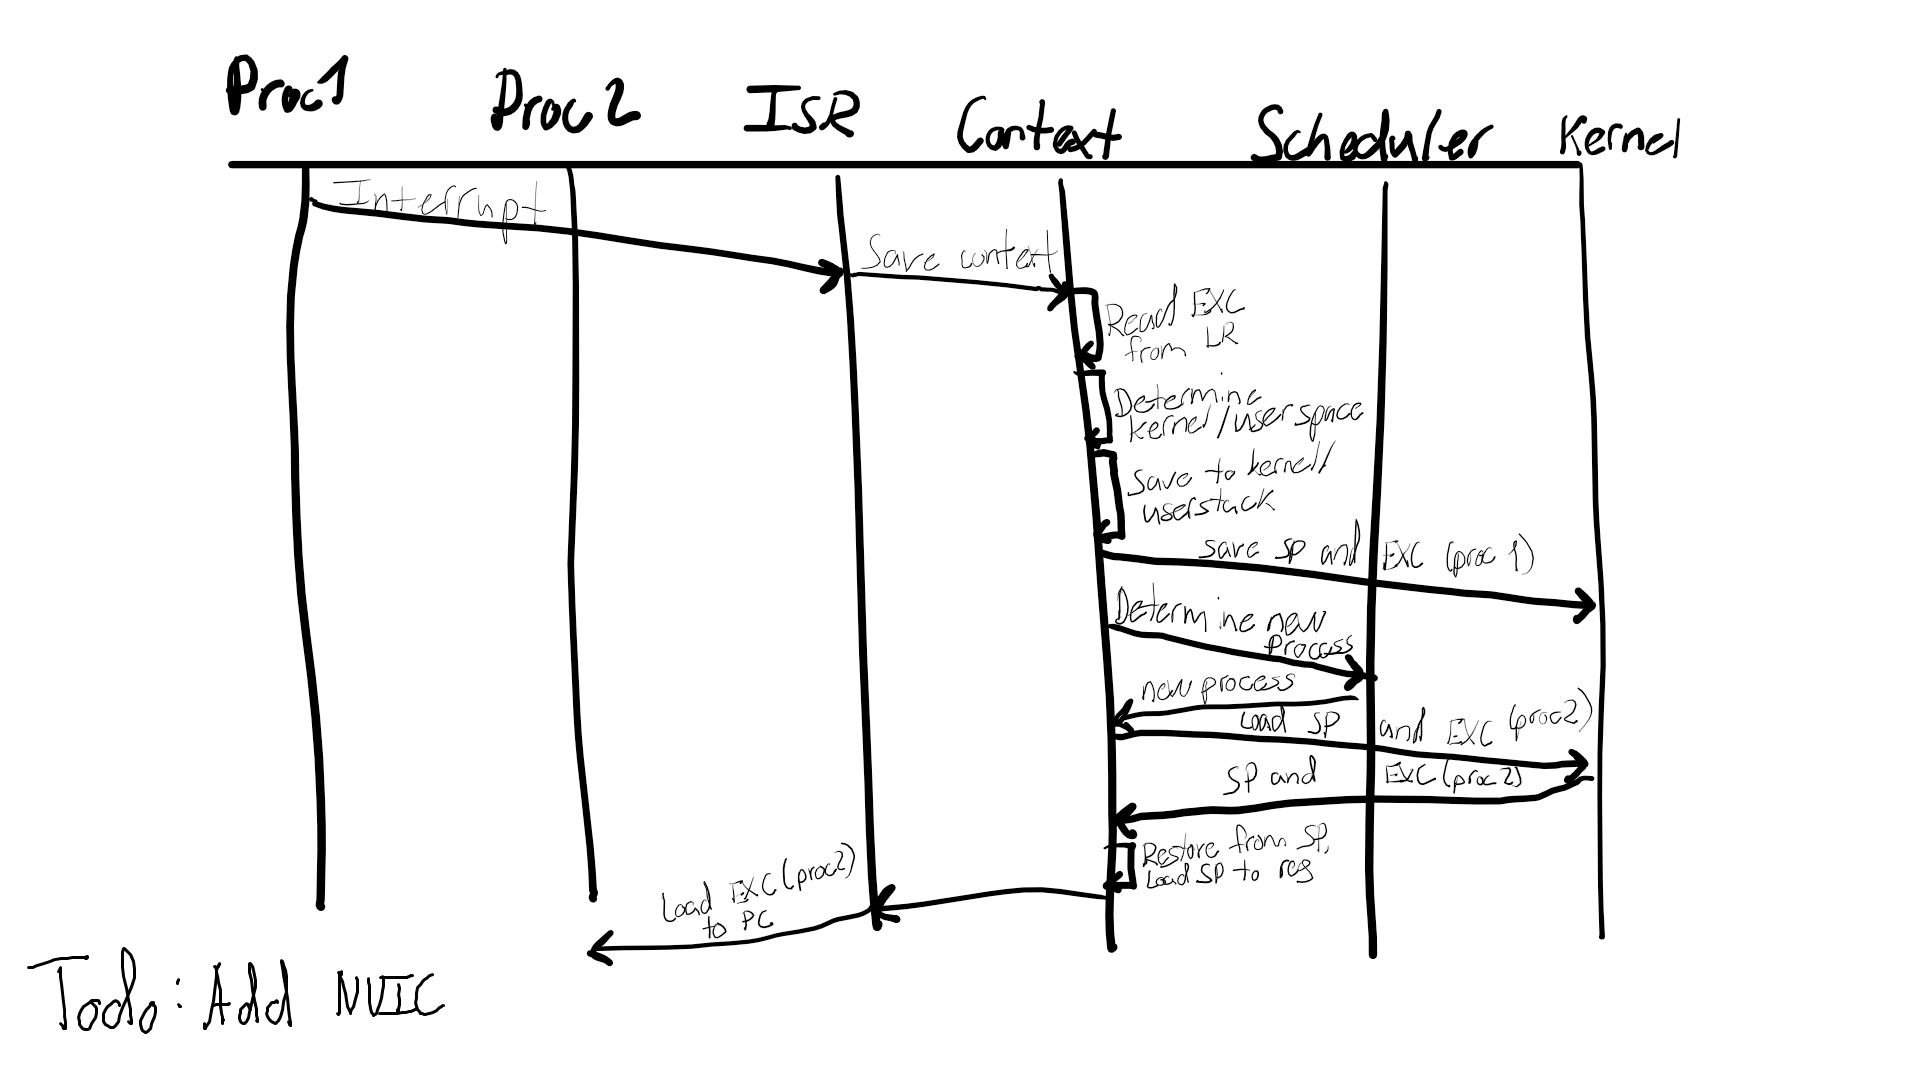 Proc1
Proc2
ISR
Context
Scheduler
Kernel
Interrupt
Save context
Read EXC
from LR
Determine
kernel/userspace
Save to kernel/
userstack
save SP and EXC (proc 1)
Determine new
Process
new process
Load SP and EXC (proc2)
SP and EXC (proc2)
Restore from SP,
Load SP to reg
Load EXC (proc2)
to PC
Todo: Add NVIC